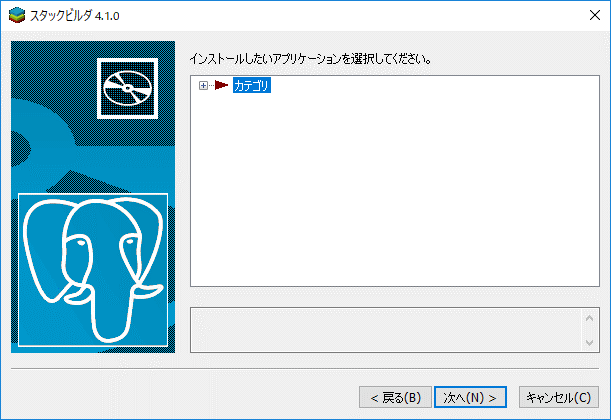 スタックビルダ 4.1.0
インストールしたいアプリケーションを選択してください。
カテゴリ
< 戻る(B)
次へ(N) >
キャンセル(C)